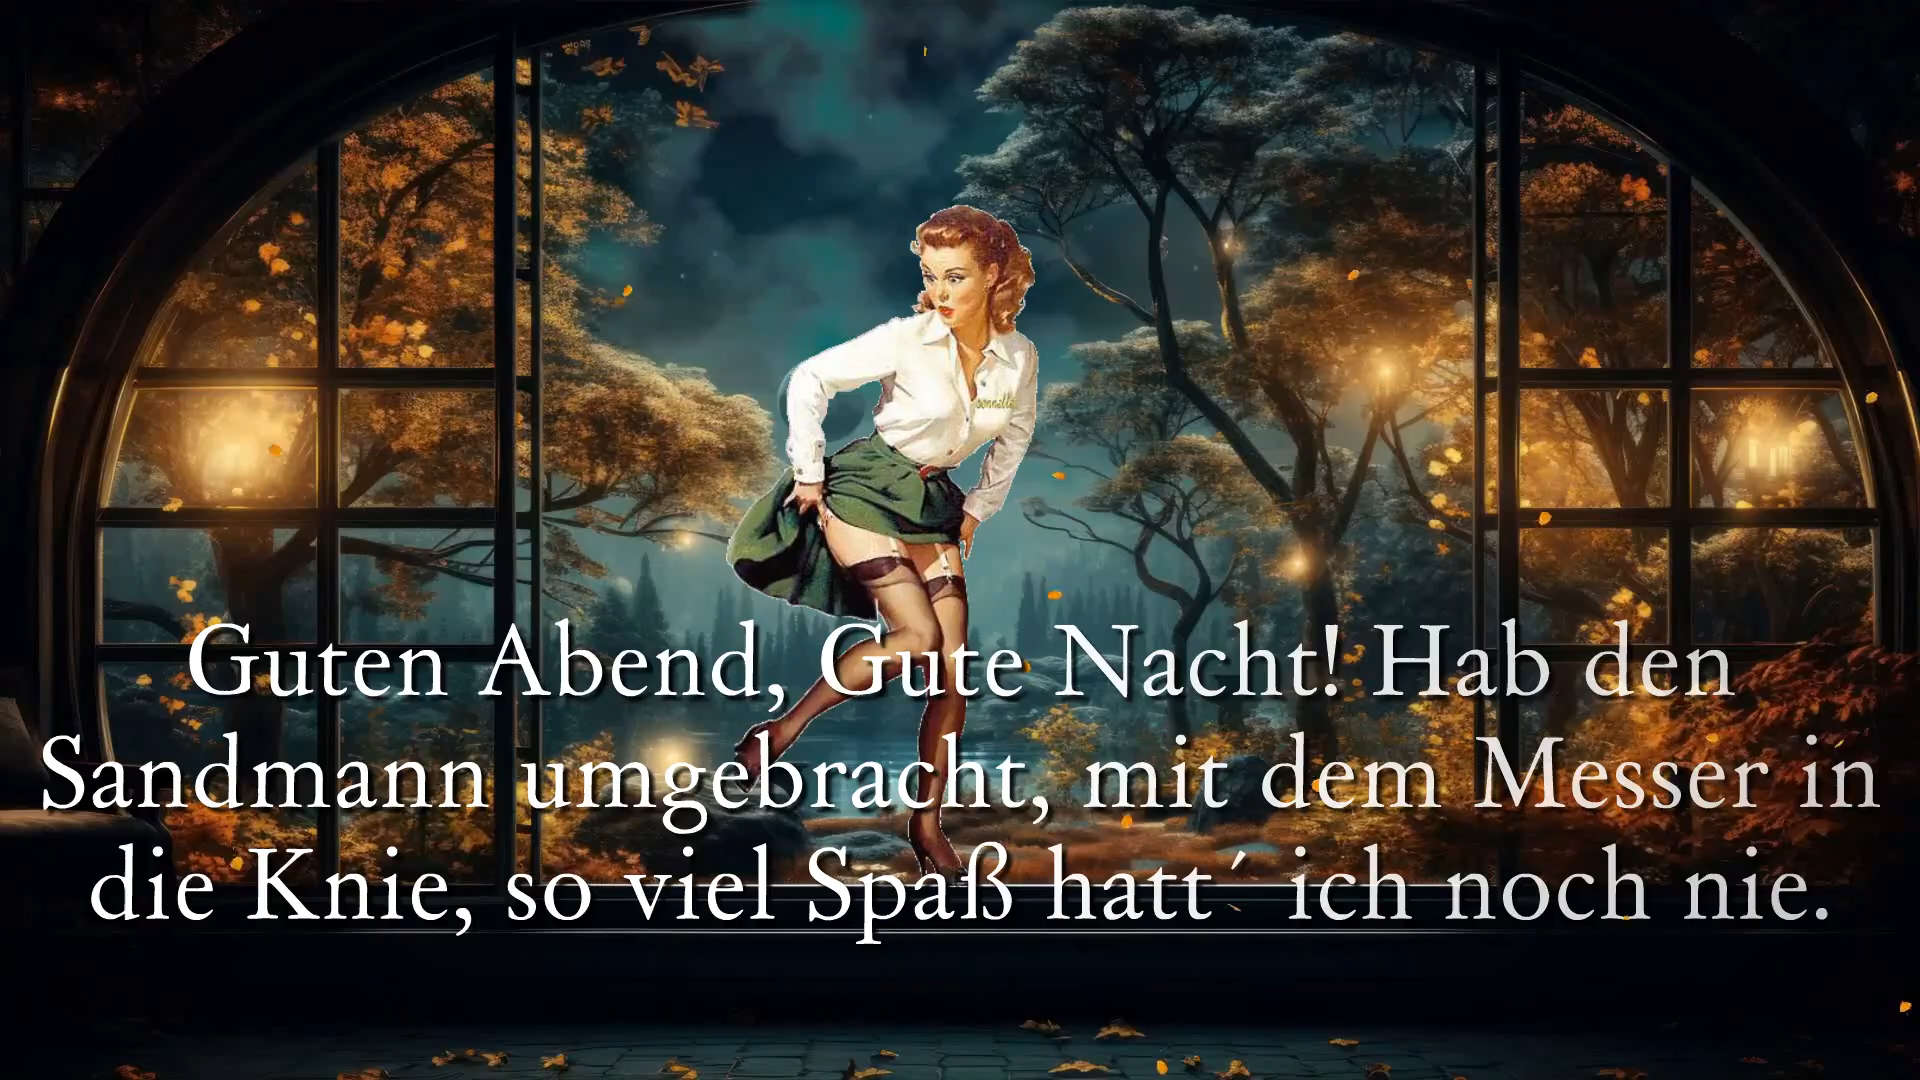 Guten Abend, Gute Nacht! Hab den
Sandmann umgebracht, mit dem Messer in
die Knie, so viel Spaß hatt´ ich noch nie.